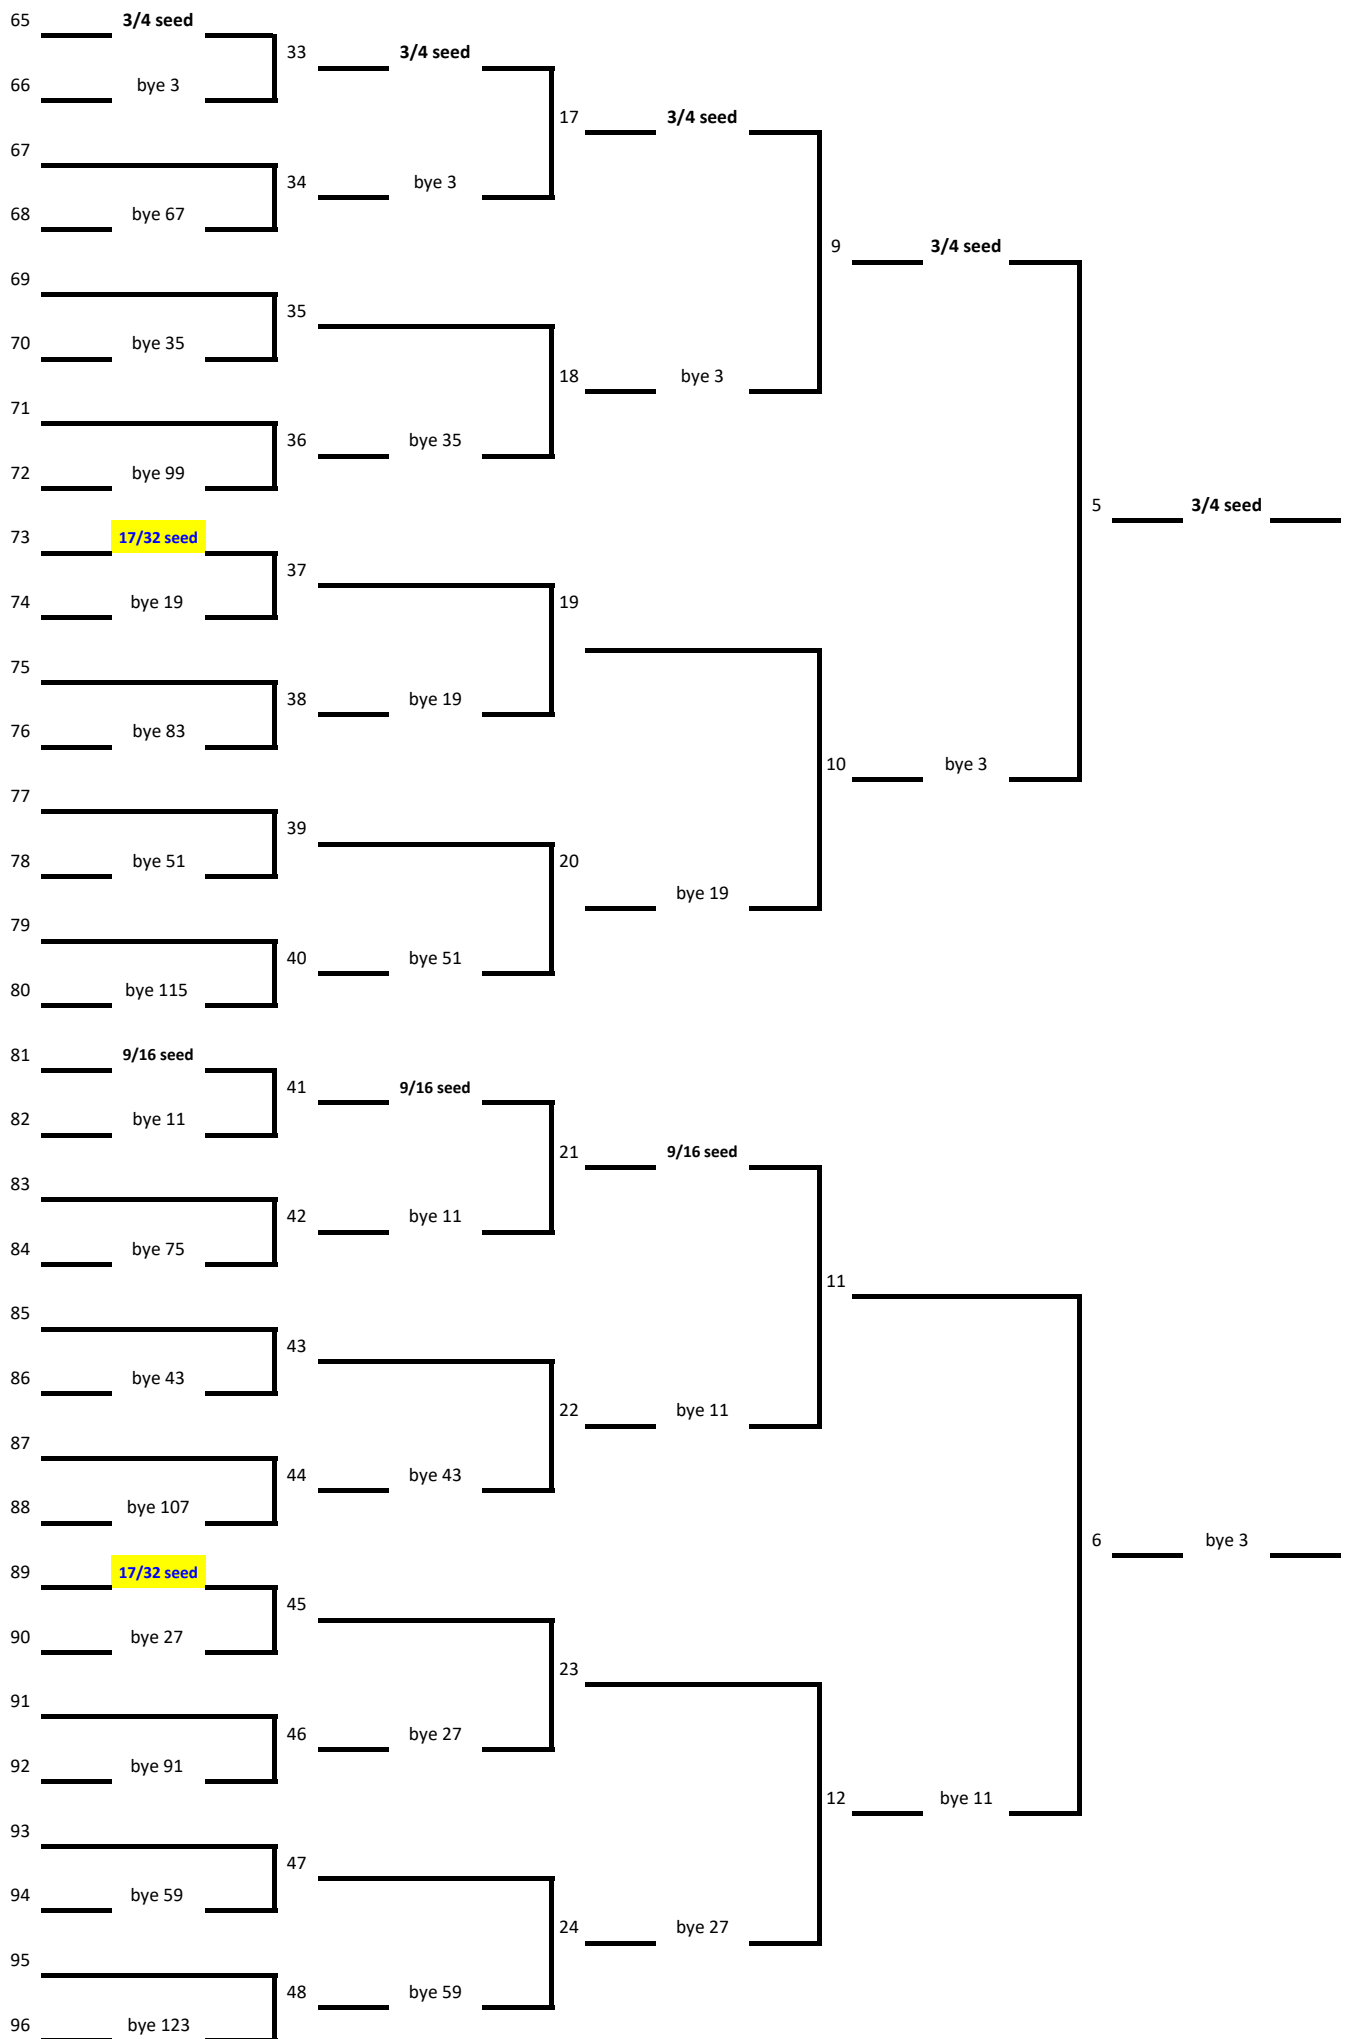 65 3/4 seed
33 3/4 seed
66 bye 3
17 3/4 seed
67
34 bye 3
68 bye 67
9 3/4 seed
69
35
70 bye 35
18 bye 3
71
36 bye 35
72 bye 99
5 3/4 seed
73 17/32 seed
37
74 bye 19
19
75
38 bye 19
76 bye 83
10 bye 3
77
39
78 bye 51
20
bye 19
79
40 bye 51
80 bye 115
81 9/16 seed
41 9/16 seed
82 bye 11
21 9/16 seed
83
42 bye 11
84 bye 75
11
85
43
86 bye 43
22 bye 11
87
44 bye 43
88 bye 107
6 bye 3
89 17/32 seed
45
90 bye 27
23
91
46 bye 27
92 bye 91
12 bye 11
93
47
94 bye 59
24 bye 27
95
48 bye 59
96 bye 123